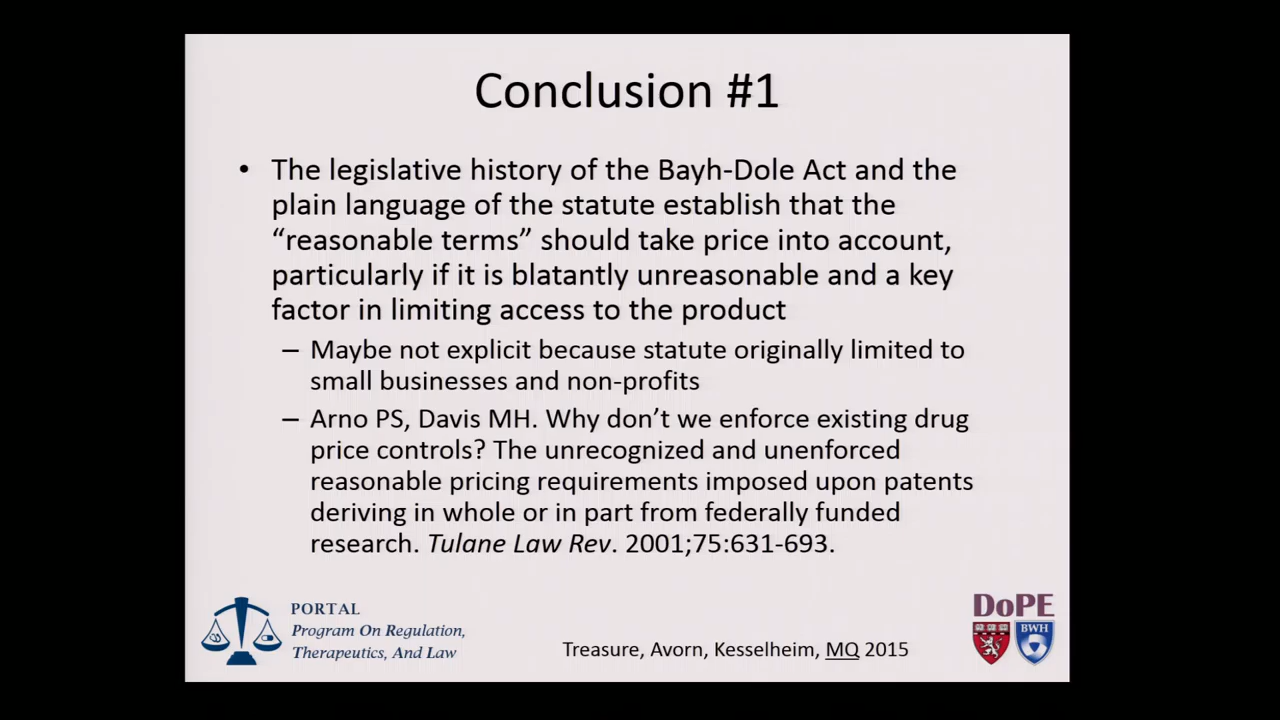 Conclusion #1
• The legislative history of the Bayh-Dole Act and the
plain language of the statute establish that the
“reasonable terms” should take price into account,
particularly if it is blatantly unreasonable and a key
factor in limiting access to the product
– Maybe not explicit because statute originally limited to
small businesses and non-profits
– Arno PS, Davis MH. Why don’t we enforce existing drug
price controls? The unrecognized and unenforced
reasonable pricing requirements imposed upon patents
deriving in whole or in part from federally funded
research. Tulane Law Rev. 2001;75:631-693.
PORTAL
Program On Regulation,
Therapeutics, And Law
Treasure, Avorn, Kesselheim, MQ 2015
DoPE
BWH